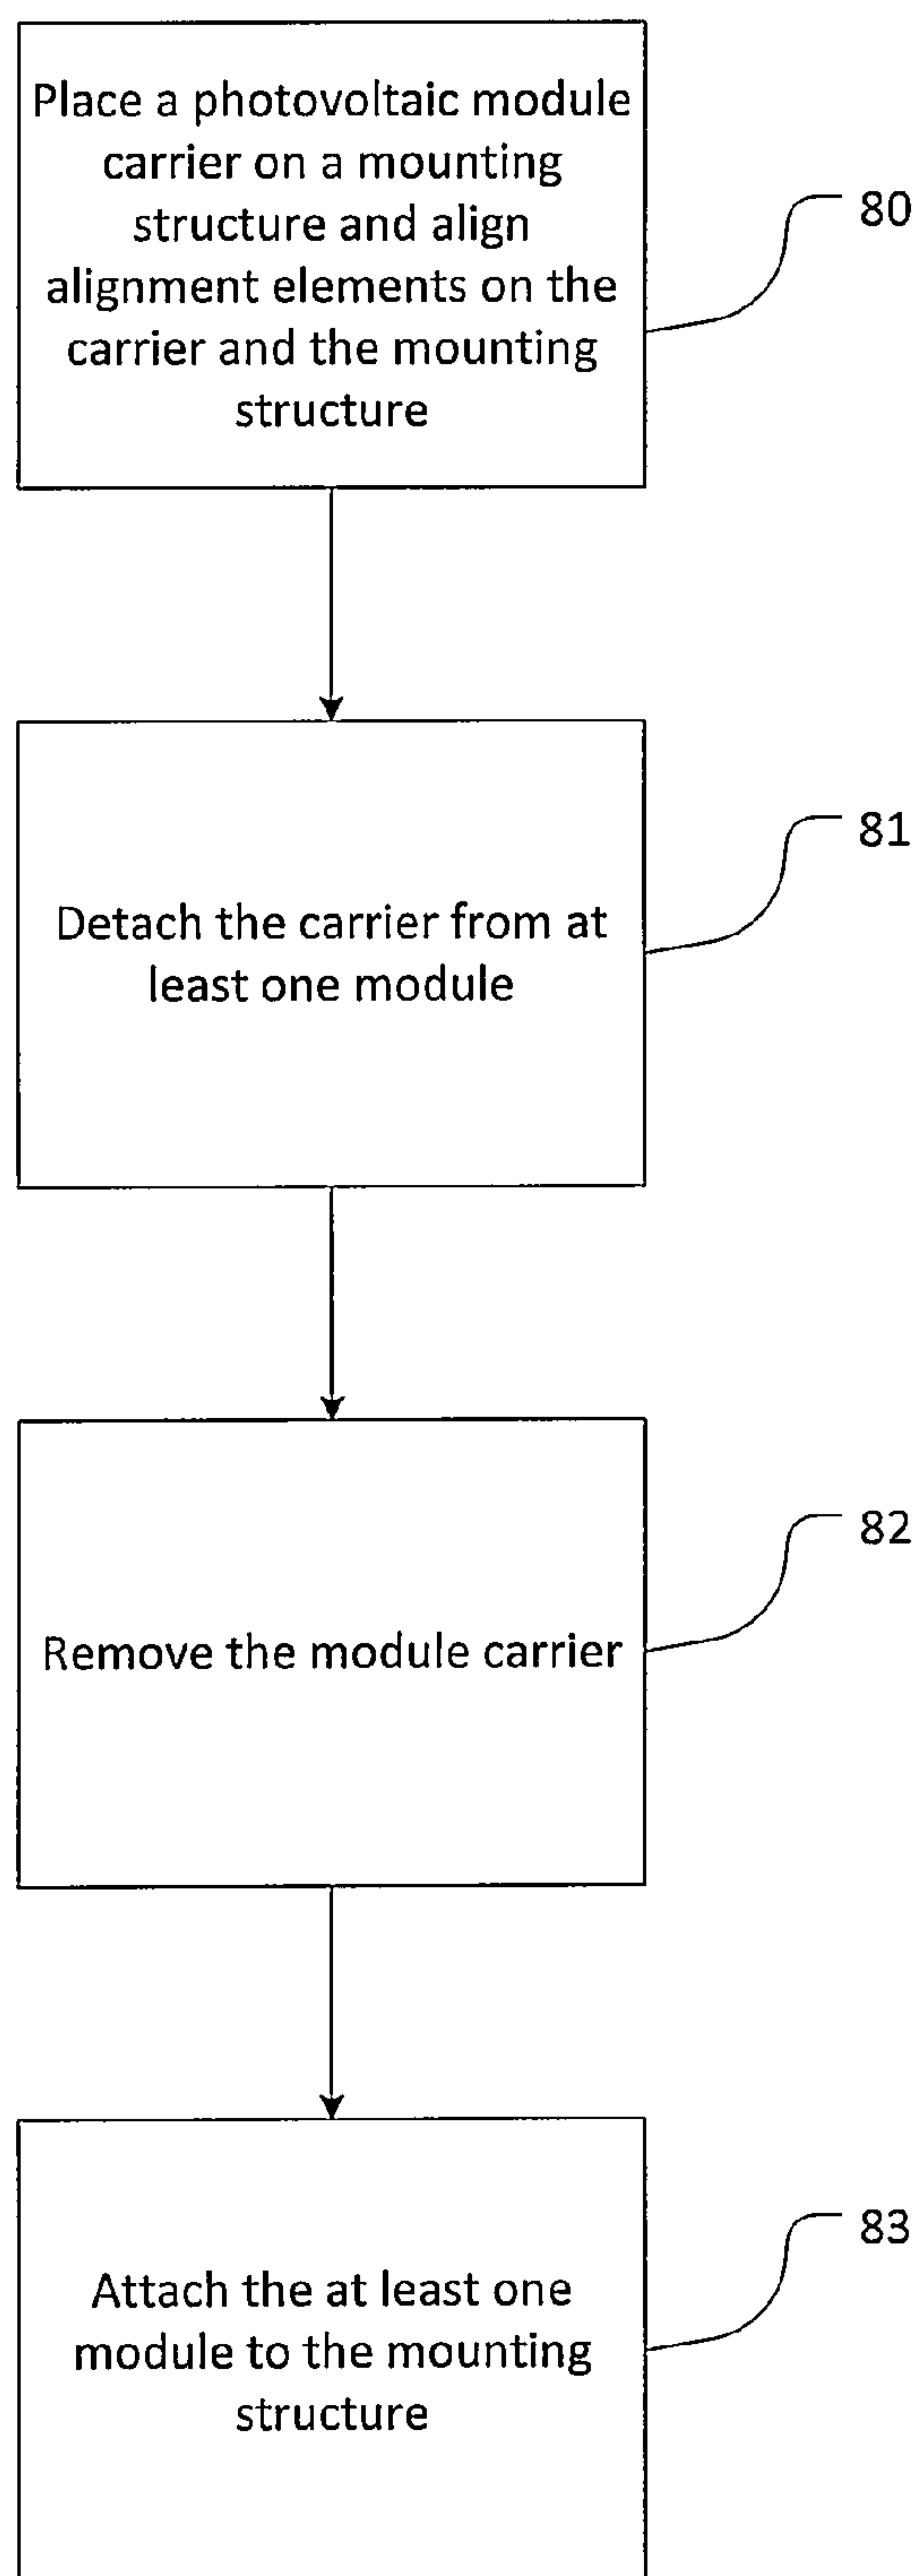 Place a photovoltaic module
carrier on a mounting
structure and align
alignment elements on the
carrier and the mounting
structure
80
Detach the carrier from at
least one module
81
Remove the module carrier
82
Attach the at least one
module to the mounting
structure
83